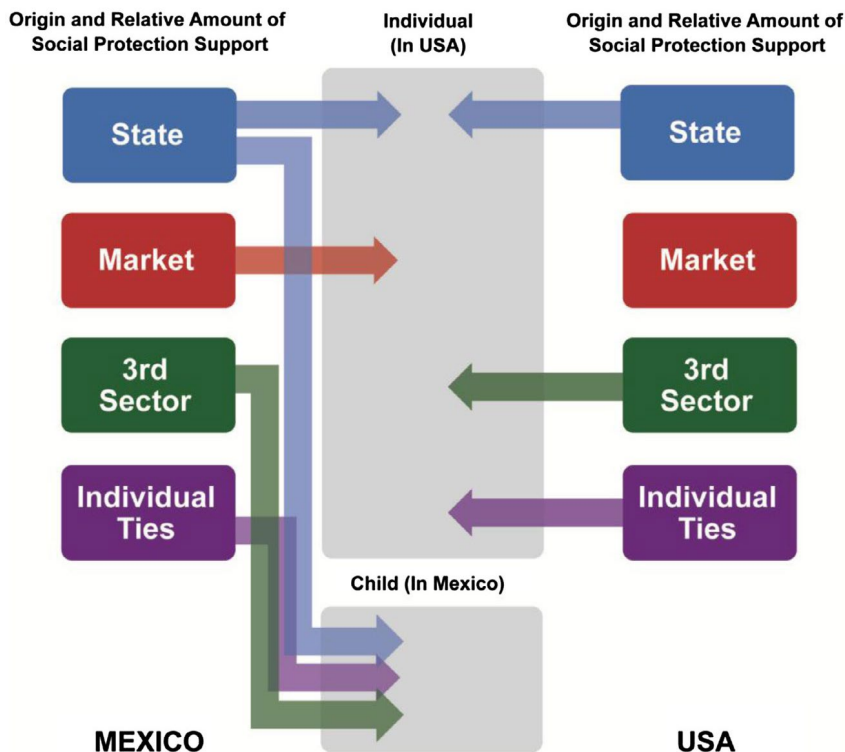 Origin and Relative Amount of
Social Protection Support
Individual
(In USA)
Origin and Relative Amount of
Social Protection Support
State
State
Market
Market
3rd
Sector
3rd
Sector
Individual
Ties
Individual
Ties
Child (In Mexico)
MEXICO
USA